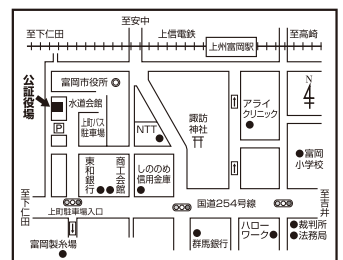 至安中
至下仁田
上信電鉄
至高崎
上州富岡駅
公証役場
富岡市役所
水道会館
上町バス
駐車場
P
NTT
諏訪
神社
アライ
クリニック
N
4
富岡
小学校
東和銀行
商工会館
しののめ
信用金庫
至下仁田
上町駐車場入口
国道254号線
至吉井
富岡製糸場
群馬銀行
ハロー
ワーク
裁判所
法務局